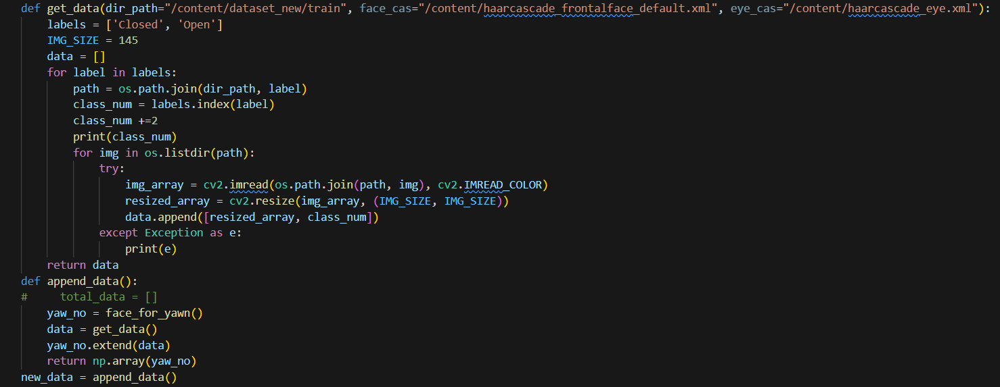 def get_data(dir_path="/content/dataset_new/train", face_cas="/content/haarcascade_frontalface_default.xml", eye_cas="/content/haarcascade_eye.xml"):
    labels = ['Closed', 'Open']
    IMG_SIZE = 145
    data = []
    for label in labels:
        path = os.path.join(dir_path, label)
        class_num = labels.index(label)
        class_num +=2
        print(class_num)
        for img in os.listdir(path):
            try:
                img_array = cv2.imread(os.path.join(path, img), cv2.IMREAD_COLOR)
                resized_array = cv2.resize(img_array, (IMG_SIZE, IMG_SIZE))
                data.append([resized_array, class_num])
            except Exception as e:
                print(e)
    return data
def append_data():
#     total_data = []
    yaw_no = face_for_yawn()
    data = get_data()
    yaw_no.extend(data)
    return np.array(yaw_no)
new_data = append_data()